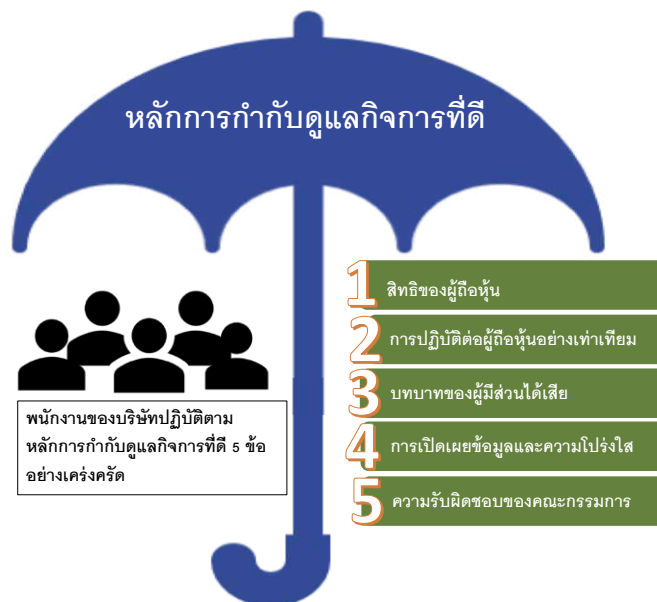 หลักการกำกับดูแลกิจการที่ดี
พนักงานของบริษัทปฏิบัติตาม
หลักการกำกับดูแลกิจการที่ดี 5 ข้อ
อย่างเคร่งครัด
1 สิทธิของผู้ถือหุ้น
2 การปฏิบัติต่อผู้ถือหุ้นอย่างเท่าเทียม
3 บทบาทของผู้มีส่วนได้เสีย
4 การเปิดเผยข้อมูลและความโปร่งใส
5 ความรับผิดชอบของคณะกรรมการ